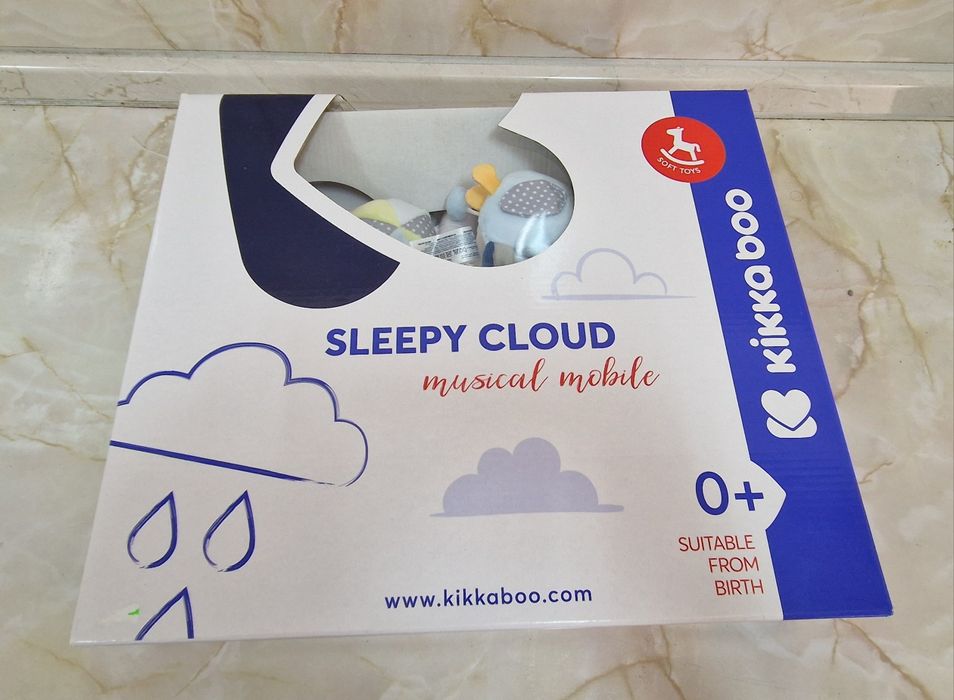 SOFT TOYS
kikka boo
SLEEPY CLOUD
musical mobile
0+
SUITABLE
FROM
BIRTH
www.kikkaboo.com